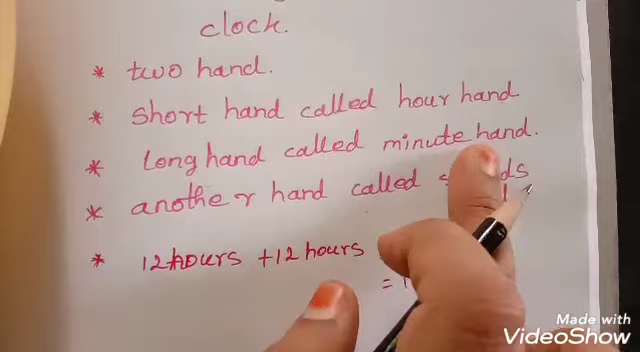 clock.
* two hand.
* short hand called hour hand
* long hand called minute hand.
* another hand called
* 12 hours + 12 hours
=
Made with
VideoShow